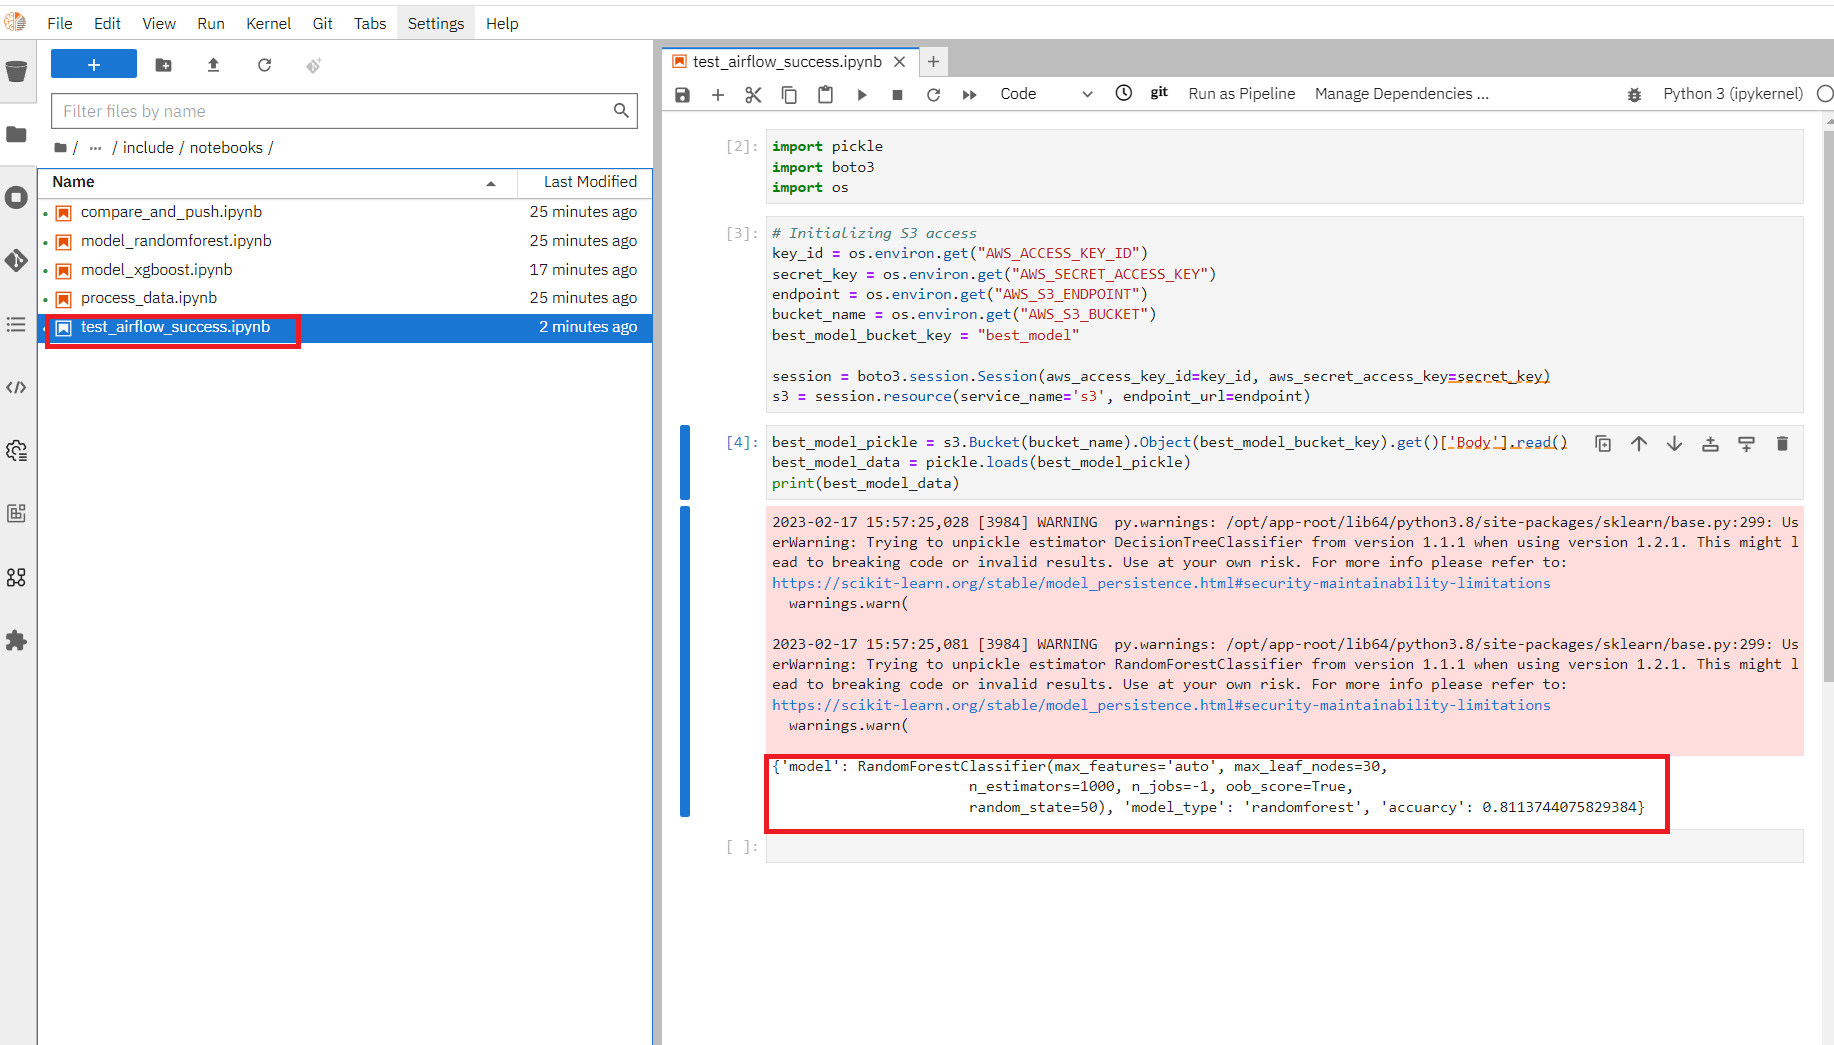 File Edit View Run Kernel Git Tabs Settings Help
Filter files by name
/ ... / include / notebooks /
Name Last Modified
compare_and_push.ipynb 25 minutes ago
model_randomforest.ipynb 25 minutes ago
model_xgboost.ipynb 17 minutes ago
process_data.ipynb 25 minutes ago
test_airflow_success.ipynb 2 minutes ago
test_airflow_success.ipynb
Code git Run as Pipeline Manage Dependencies ... Python 3 (ipykernel)
[2]: import pickle
import boto3
import os
[3]: # Initializing S3 access
key_id = os.environ.get("AWS_ACCESS_KEY_ID")
secret_key = os.environ.get("AWS_SECRET_ACCESS_KEY")
endpoint = os.environ.get("AWS_S3_ENDPOINT")
bucket_name = os.environ.get("AWS_S3_BUCKET")
best_model_bucket_key = "best_model"
session = boto3.session.Session(aws_access_key_id=key_id, aws_secret_access_key=secret_key)
s3 = session.resource(service_name='s3', endpoint_url=endpoint)
[4]: best_model_pickle = s3.Bucket(bucket_name).Object(best_model_bucket_key).get()['Body'].read()
best_model_data = pickle.loads(best_model_pickle)
print(best_model_data)
2023-02-17 15:57:25,028 [3984] WARNING  py.warnings: /opt/app-root/lib64/python3.8/site-packages/sklearn/base.py:299: Us
erWarning: Trying to unpickle estimator DecisionTreeClassifier from version 1.1.1 when using version 1.2.1. This might l
ead to breaking code or invalid results. Use at your own risk. For more info please refer to:
https://scikit-learn.org/stable/model_persistence.html#security-maintainability-limitations
warnings.warn(
2023-02-17 15:57:25,081 [3984] WARNING  py.warnings: /opt/app-root/lib64/python3.8/site-packages/sklearn/base.py:299: Us
erWarning: Trying to unpickle estimator RandomForestClassifier from version 1.1.1 when using version 1.2.1. This might l
ead to breaking code or invalid results. Use at your own risk. For more info please refer to:
https://scikit-learn.org/stable/model_persistence.html#security-maintainability-limitations
warnings.warn(
{'model': RandomForestClassifier(max_features='auto', max_leaf_nodes=30,
n_estimators=1000, n_jobs=-1, oob_score=True,
random_state=50), 'model_type': 'randomforest', 'accuarcy': 0.8113744075829384}
[ ]: